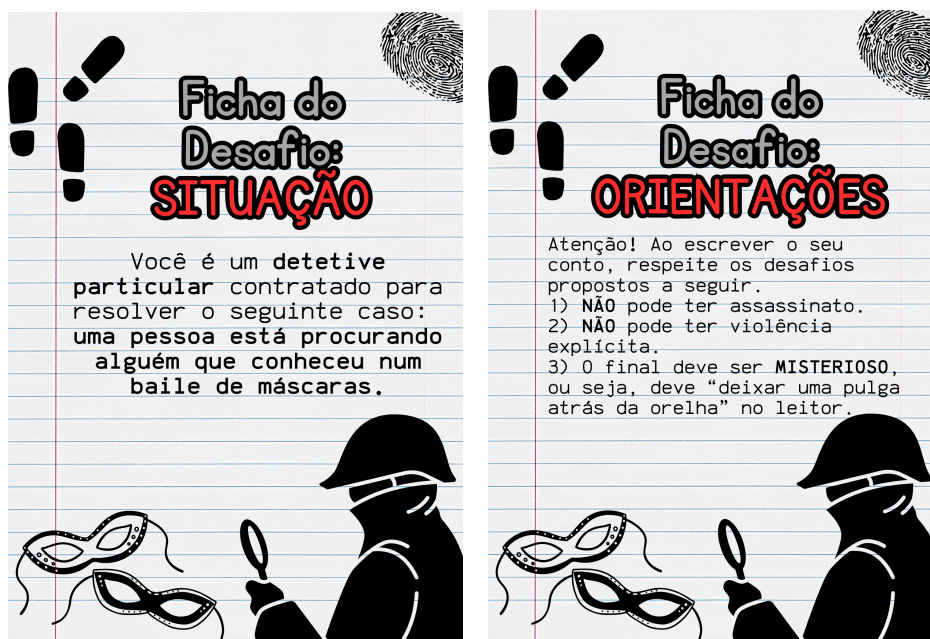 Ficha do
Desafio:
SITUAÇÃO
Você é um detetive
particular contratado para
resolver o seguinte caso:
uma pessoa está procurando
alguém que conheceu num
baile de máscaras.
Ficha do
Desafio:
ORIENTAÇÕES
Atenção! Ao escrever o seu
conto, respeite os desafios
propostos a seguir.
1) NÃO pode ter assassinato.
2) NÃO pode ter violência
explícita.
3) O final deve ser MISTERIOSO,
ou seja, deve “deixar uma pulga
atrás da orelha” no leitor.